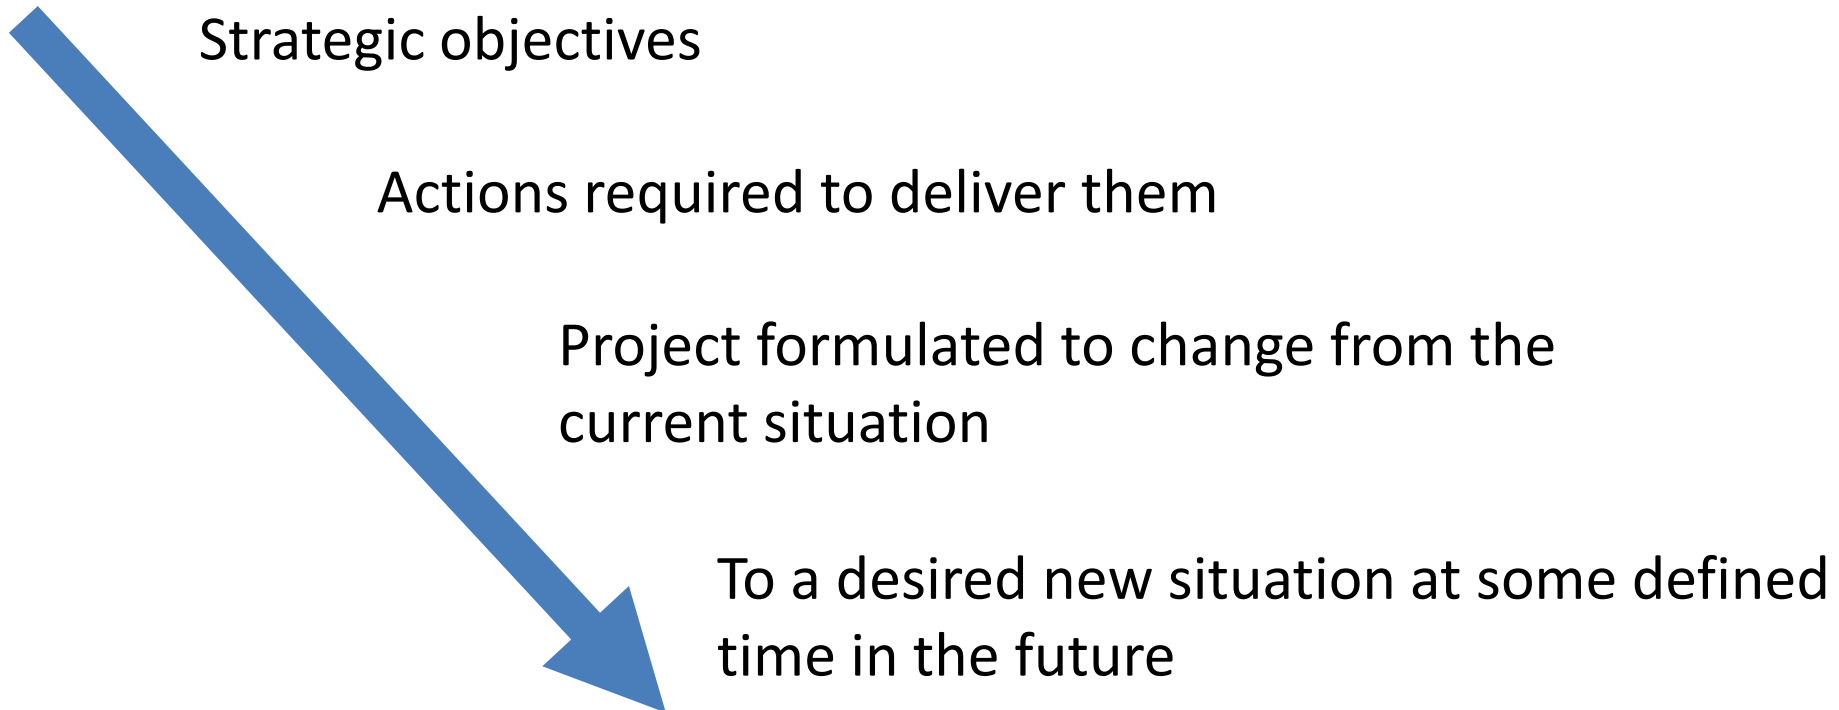 Strategic objectives
Actions required to deliver them
Project formulated to change from the
current situation
To a desired new situation at some defined
time in the future